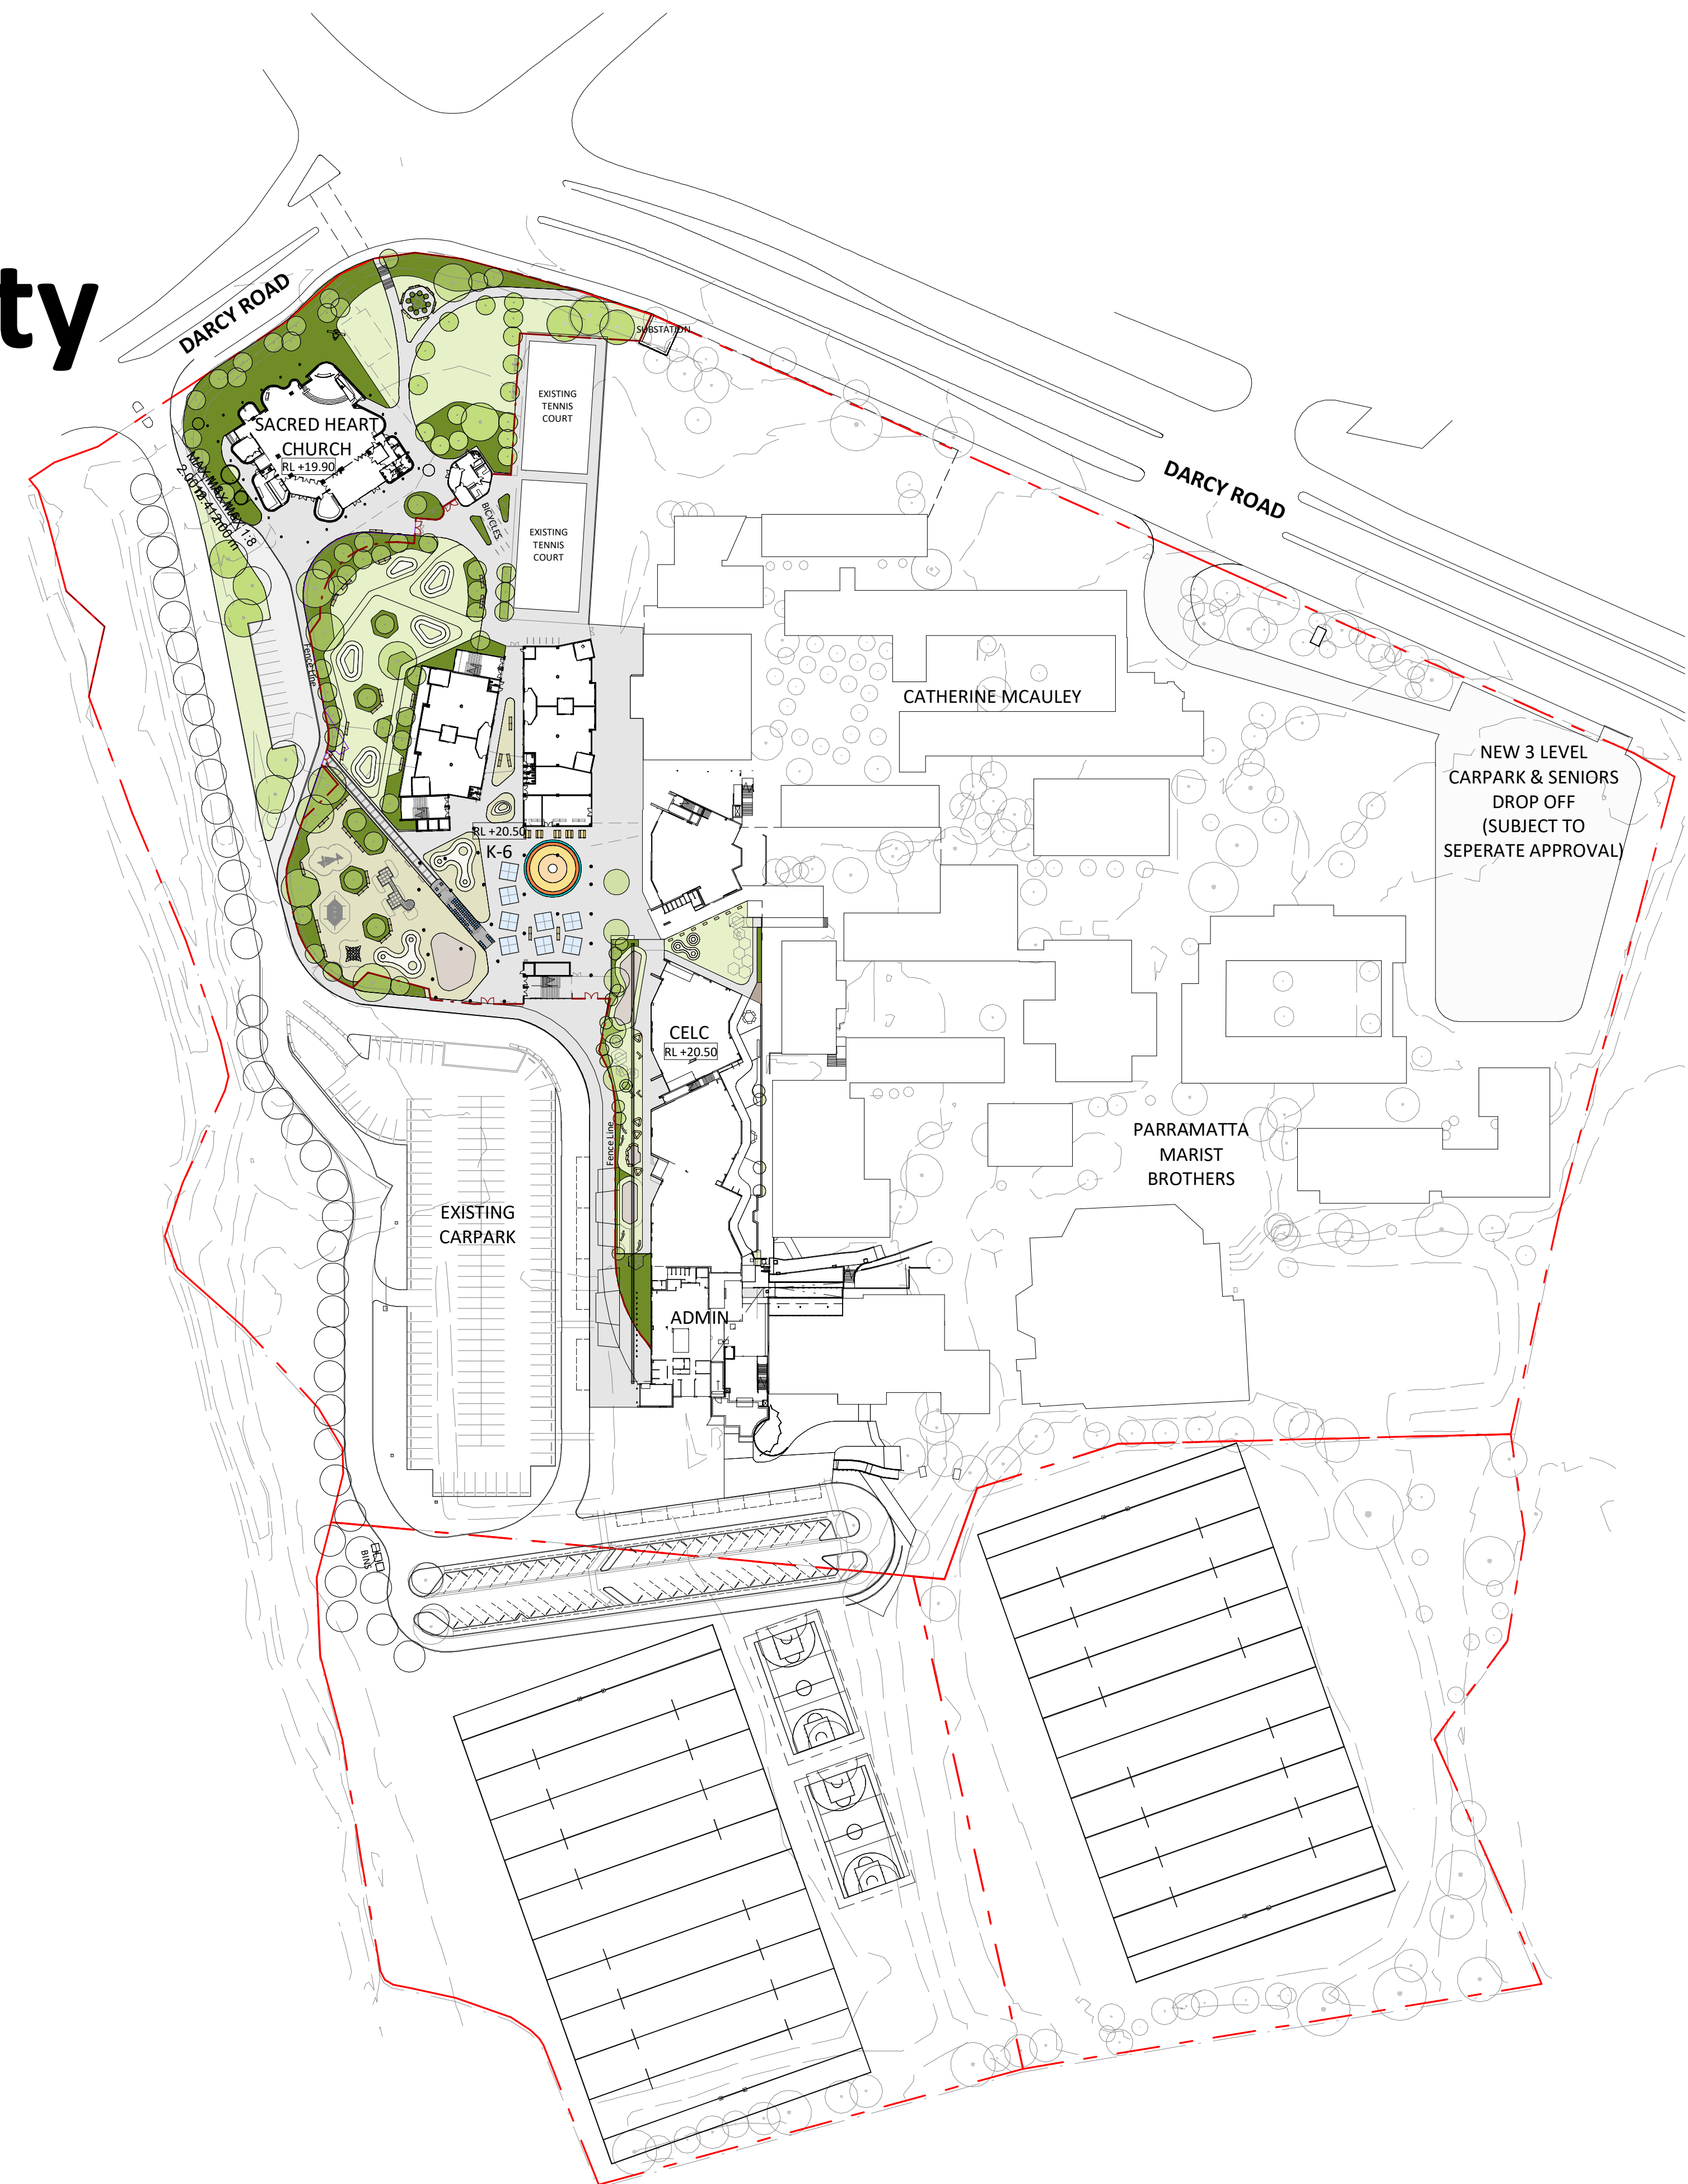 ty
DARCY ROAD
SUBSTATION
EXISTING
TENNIS
COURT
SACRED HEART
CHURCH
RL +19.90
BICYCLES
EXISTING
TENNIS
COURT
DARCY ROAD
Fence Line
CATHERINE MCAULEY
NEW 3 LEVEL
CARPARK & SENIORS
DROP OFF
(SUBJECT TO
SEPERATE APPROVAL)
RL +20.50
K-6
CELC
RL +20.50
Fence Line
PARRAMATTA
MARIST
BROTHERS
EXISTING
CARPARK
ADMIN
BINS